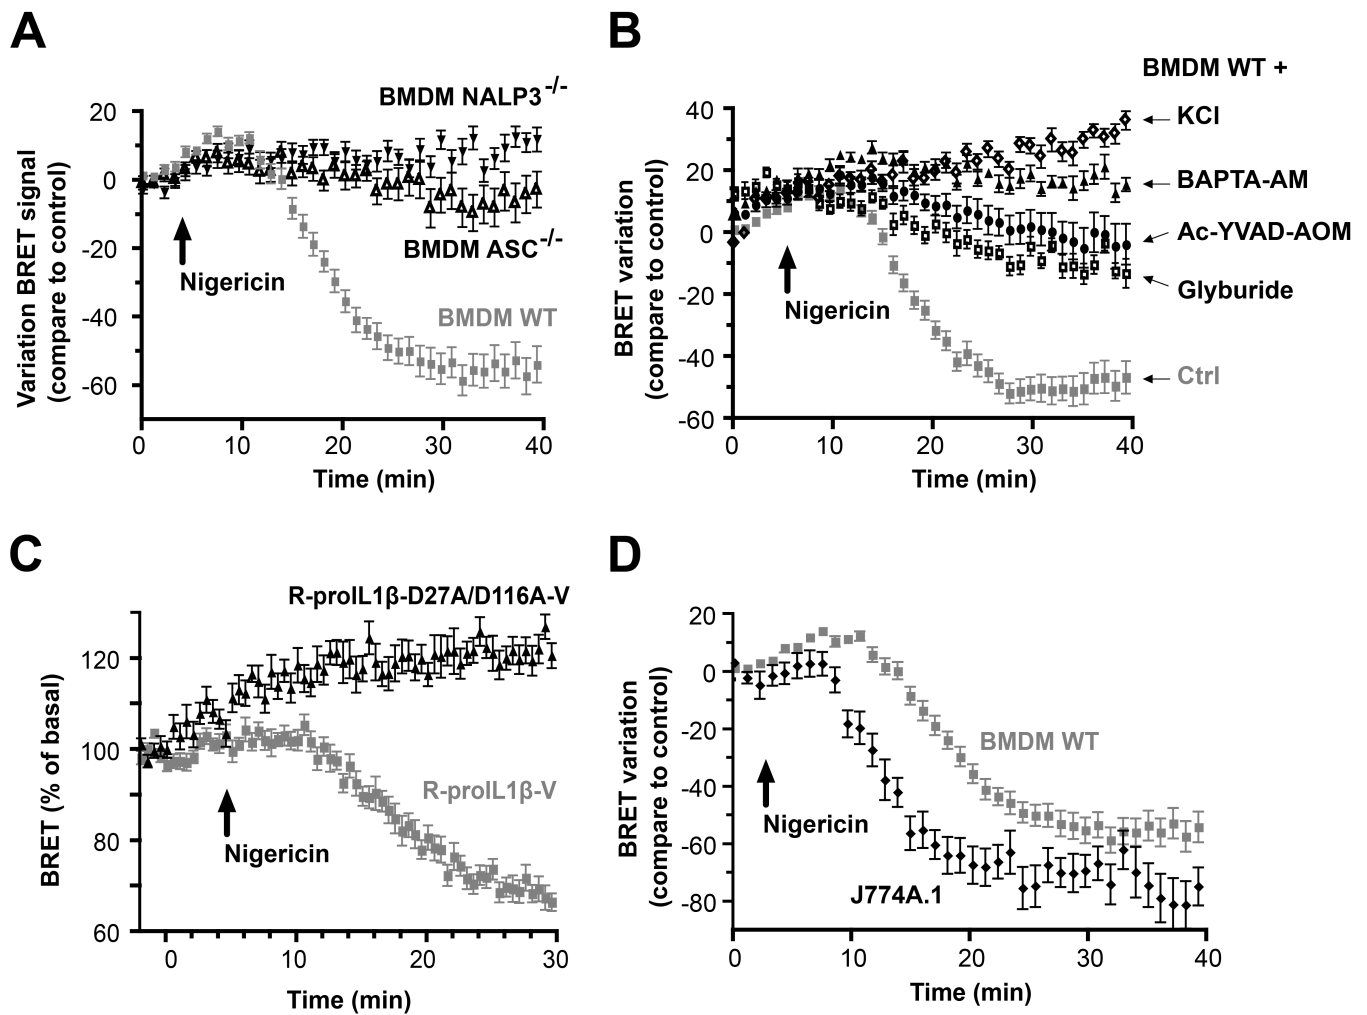 A
BMDM NALP3-/-
20
0
-20
-40
-60
Variation BRET signal
(compare to control)
Nigericin
BMDM ASC-/-
BMDM WT
0 10 20 30 40
Time (min)
B
BMDM WT +
40
20
0
-20
-40
-60
BRET variation
(compare to control)
Nigericin
KCl
BAPTA-AM
Ac-YVAD-AOM
Glyburide
Ctrl
0 10 20 30 40
Time (min)
C
R-proIL1β-D27A/D116A-V
120
100
80
60
BRET (% of basal)
R-proIL1β-V
Nigericin
0 10 20 30
Time (min)
D
20
0
-20
-40
-60
-80
BRET variation
(compare to control)
BMDM WT
Nigericin
J774A.1
0 10 20 30 40
Time (min)